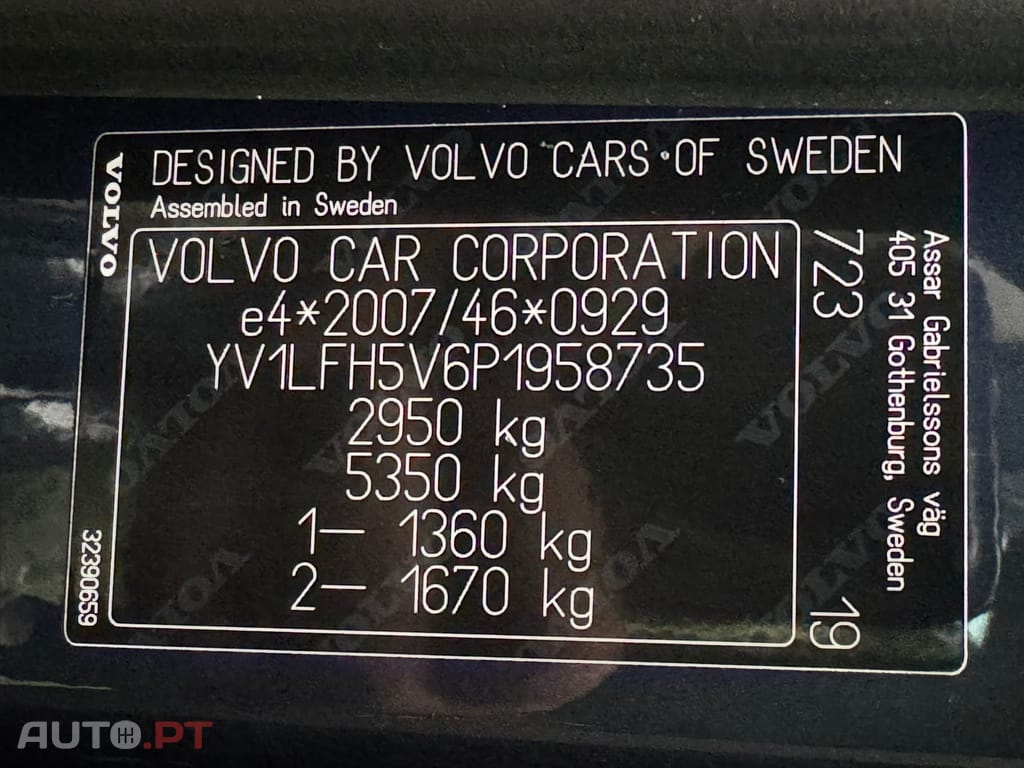 VOLVO
DESIGNED BY VOLVO CARS OF SWEDEN
Assembled in Sweden
VOLVO CAR CORPORATION
e4*2007/46*0929
YV1LFH5V6P1958735
2950 kg
5350 kg
1- 1360 kg
2- 1670 kg
723
19
Assar Gabrielssons väg
405 31 Gothenburg, Sweden
32390659
AUTO.PT